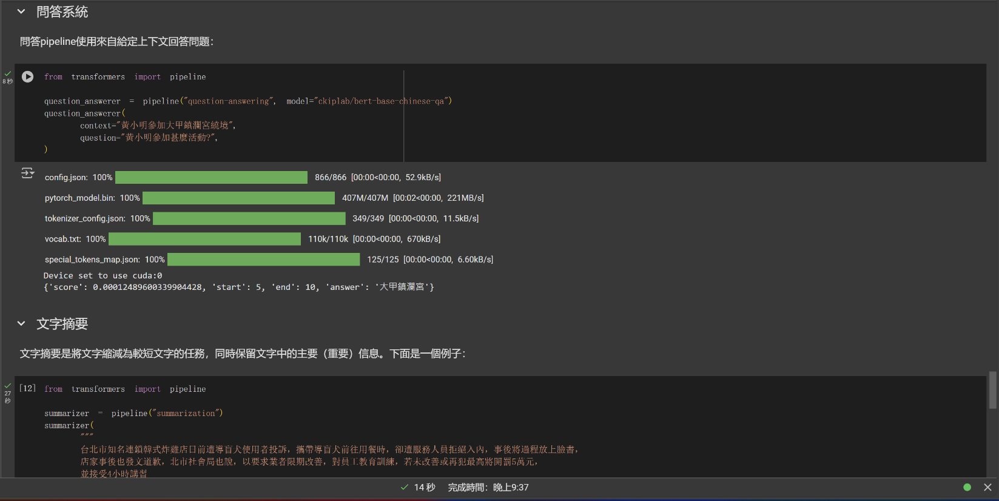 問答系統
問答pipeline使用來自給定上下文回答問題：
8 秒
from transformers import pipeline
question_answerer = pipeline("question-answering", model="ckiplab/bert-base-chinese-qa")
question_answerer(
context="黃小明參加大甲鎮瀾宮繞境",
question="黃小明參加甚麼活動?",
)
config.json: 100% 866/866 [00:00<00:00, 52.9kB/s]
pytorch_model.bin: 100% 407M/407M [00:02<00:00, 221MB/s]
tokenizer_config.json: 100% 349/349 [00:00<00:00, 11.5kB/s]
vocab.txt: 100% 110k/110k [00:00<00:00, 670kB/s]
special_tokens_map.json: 100% 125/125 [00:00<00:00, 6.60kB/s]
Device set to use cuda:0
{'score': 0.00012489600339904428, 'start': 5, 'end': 10, 'answer': '大甲鎮瀾宮'}
文字摘要
文字摘要是將文字縮減為較短文字的任務，同時保留文字中的主要（重要）信息。下面是一個例子：
27 秒
[12] from transformers import pipeline
summarizer = pipeline("summarization")
summarizer(
"""
台北市知名連鎖韓式炸雞店日前遭導盲犬使用者投訴，攜帶導盲犬前往用餐時，卻遭服務人員拒絕入內，事後將過程放上臉書，
店家事後也發文道歉，北市社會局也說，以要求業者限期改善，對員工教育訓練，若未改善或再犯最高將開罰5萬元，
並接受4小時講習
14 秒 完成時間：晚上9:37